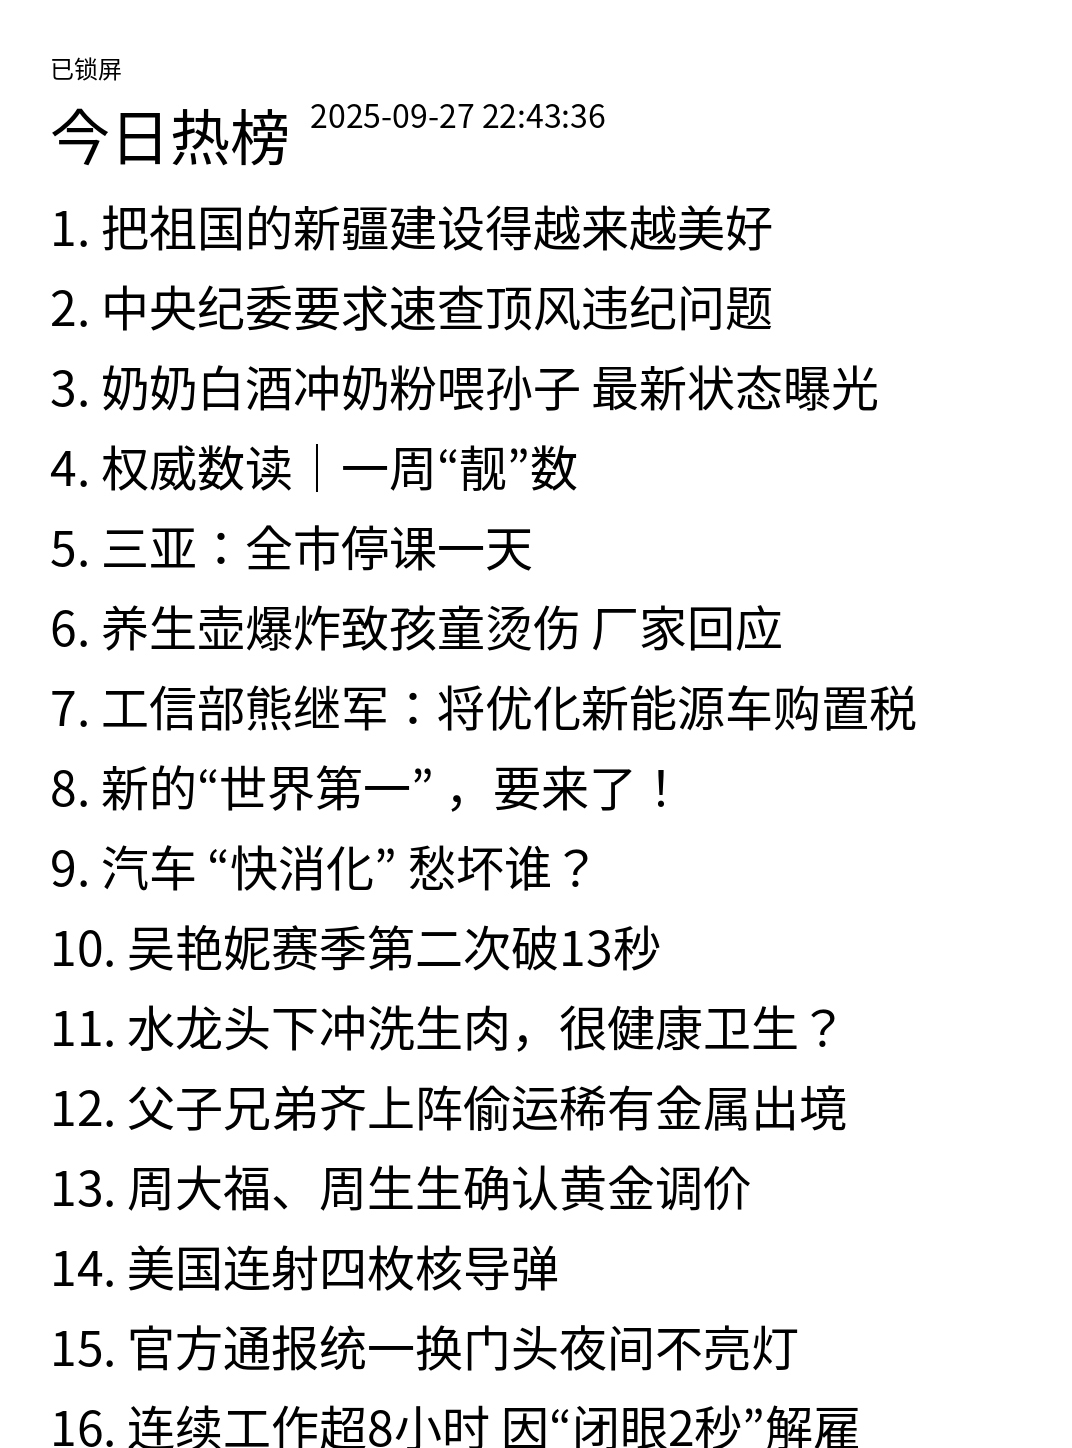 已锁屏
今日热榜 2025-09-27 22:43:36
1. 把祖国的新疆建设得越来越美好
2. 中央纪委要求速查顶风违纪问题
3. 奶奶白酒冲奶粉喂孙子 最新状态曝光
4. 权威数读｜一周“靓”数
5. 三亚：全市停课一天
6. 养生壶爆炸致孩童烫伤 厂家回应
7. 工信部熊继军：将优化新能源车购置税
8. 新的“世界第一” ，要来了！
9. 汽车 “快消化” 愁坏谁？
10. 吴艳妮赛季第二次破13秒
11. 水龙头下冲洗生肉，很健康卫生？
12. 父子兄弟齐上阵偷运稀有金属出境
13. 周大福、周生生确认黄金调价
14. 美国连射四枚核导弹
15. 官方通报统一换门头夜间不亮灯
16. 连续工作超8小时 因“闭眼2秒”解雇